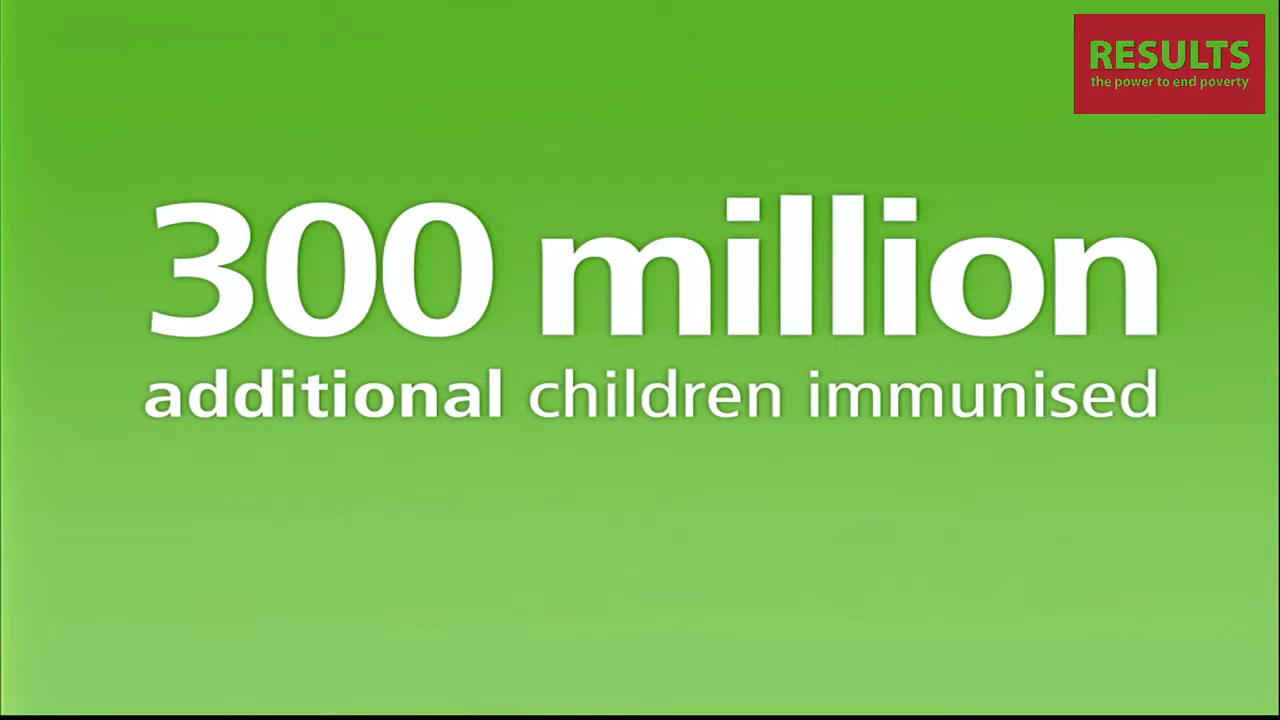 RESULTS
the power to end poverty
300 million
additional children immunised